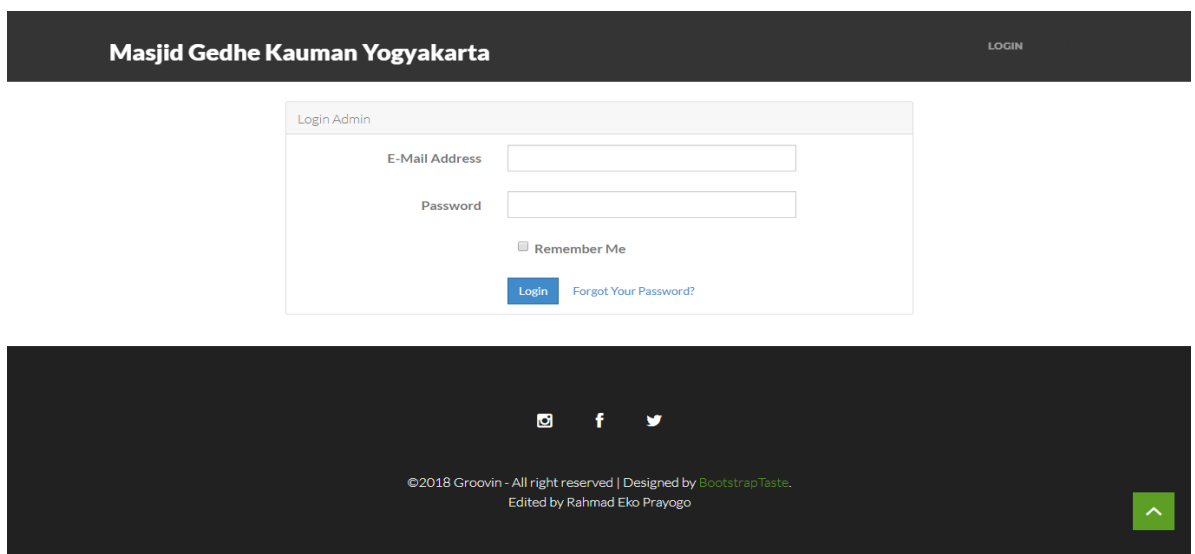 Masjid Gedhe Kauman Yogyakarta
LOGIN
Login Admin
E-Mail Address
Password
Remember Me
Login
Forgot Your Password?
©2018 Groovin - All right reserved | Designed by BootstrapTaste.
Edited by Rahmad Eko Prayogo